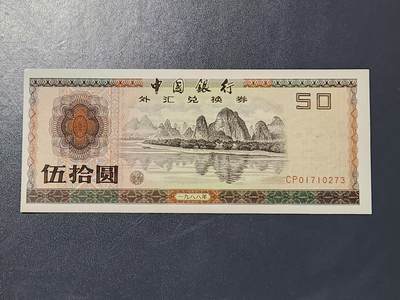 中国银行
外汇兑换券
50
伍拾圆
CP01710273
一九八八年